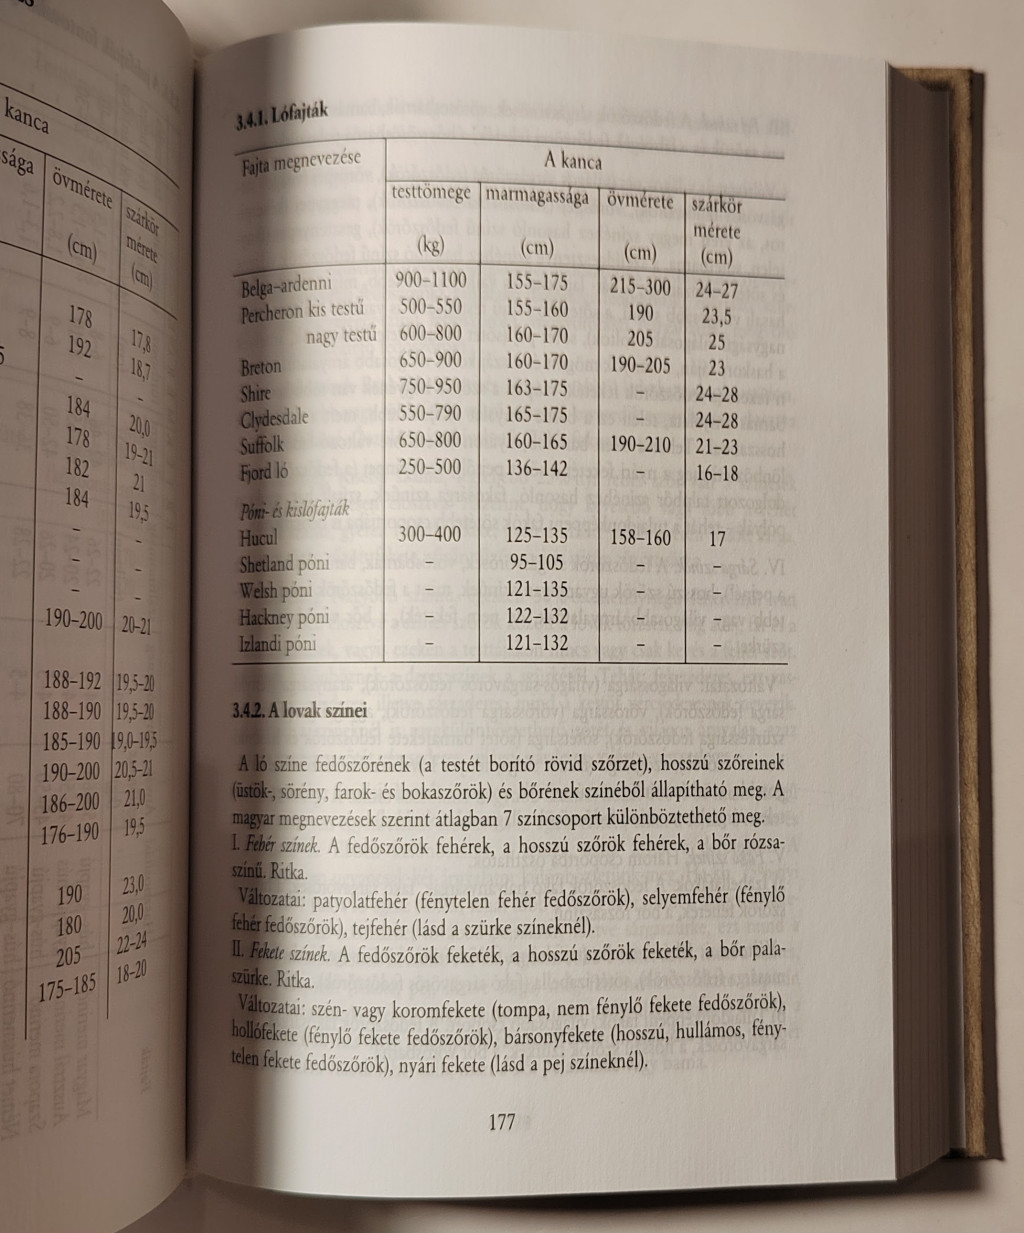 kanca
övmérete
szárkör
mérete
(cm)
(cm)
178 17,8
192 18,7
– –
184 20,0
178 19–21
182 21
184 19,5
– –
– –
– –
190–200 20–21
188–192 19,5–20
188–190 19,5–20
185–190 19,0–19,5
190–200 20,5–21
186–200 21,0
176–190 19,5
190 23,0
180 20,0
205 22–24
175–185 18–20
3.4.1. Lófajták
Fajta megnevezése A kanca
testtömege marmagassága övmérete szárkör
mérete
(kg) (cm) (cm) (cm)
Belga–ardenni 900–1100 155–175 215–300 24–27
Percheron kis testű 500–550 155–160 190 23,5
nagy testű 600–800 160–170 205 25
Breton 650–900 160–170 190–205 23
Shire 750–950 163–175 – 24–28
Clydesdale 550–790 165–175 – 24–28
Suffolk 650–800 160–165 190–210 21–23
Fjord ló 250–500 136–142 – 16–18
Póni- és kislófajták
Hucul 300–400 125–135 158–160 17
Shetland póni – 95–105 – –
Welsh póni – 121–135 – –
Hackney póni – 122–132 – –
Izlandi póni – 121–132 – –
3.4.2. A lovak színei
A ló színe fedőszőrének (a testét borító rövid szőrzet), hosszú szőreinek
(üstök-, sörény, farok- és bokaszőrök) és bőrének színéből állapítható meg. A
magyar megnevezések szerint átlagban 7 színcsoport különböztethető meg.
I. Fehér színek. A fedőszőrök fehérek, a hosszú szőrök fehérek, a bőr rózsa-
színű. Ritka.
Változatai: patyolatfehér (fénytelen fehér fedőszőrök), selyemfehér (fénylő
fehér fedőszőrök), tejfehér (lásd a szürke színeknél).
II. Fekete színek. A fedőszőrök feketék, a hosszú szőrök feketék, a bőr pala-
szürke. Ritka.
Változatai: szén- vagy koromfekete (tompa, nem fénylő fekete fedőszőrök),
hollófekete (fénylő fekete fedőszőrök), bársonyfekete (hosszú, hullámos, fény-
telen fekete fedőszőrök), nyári fekete (lásd a pej színeknél).
177